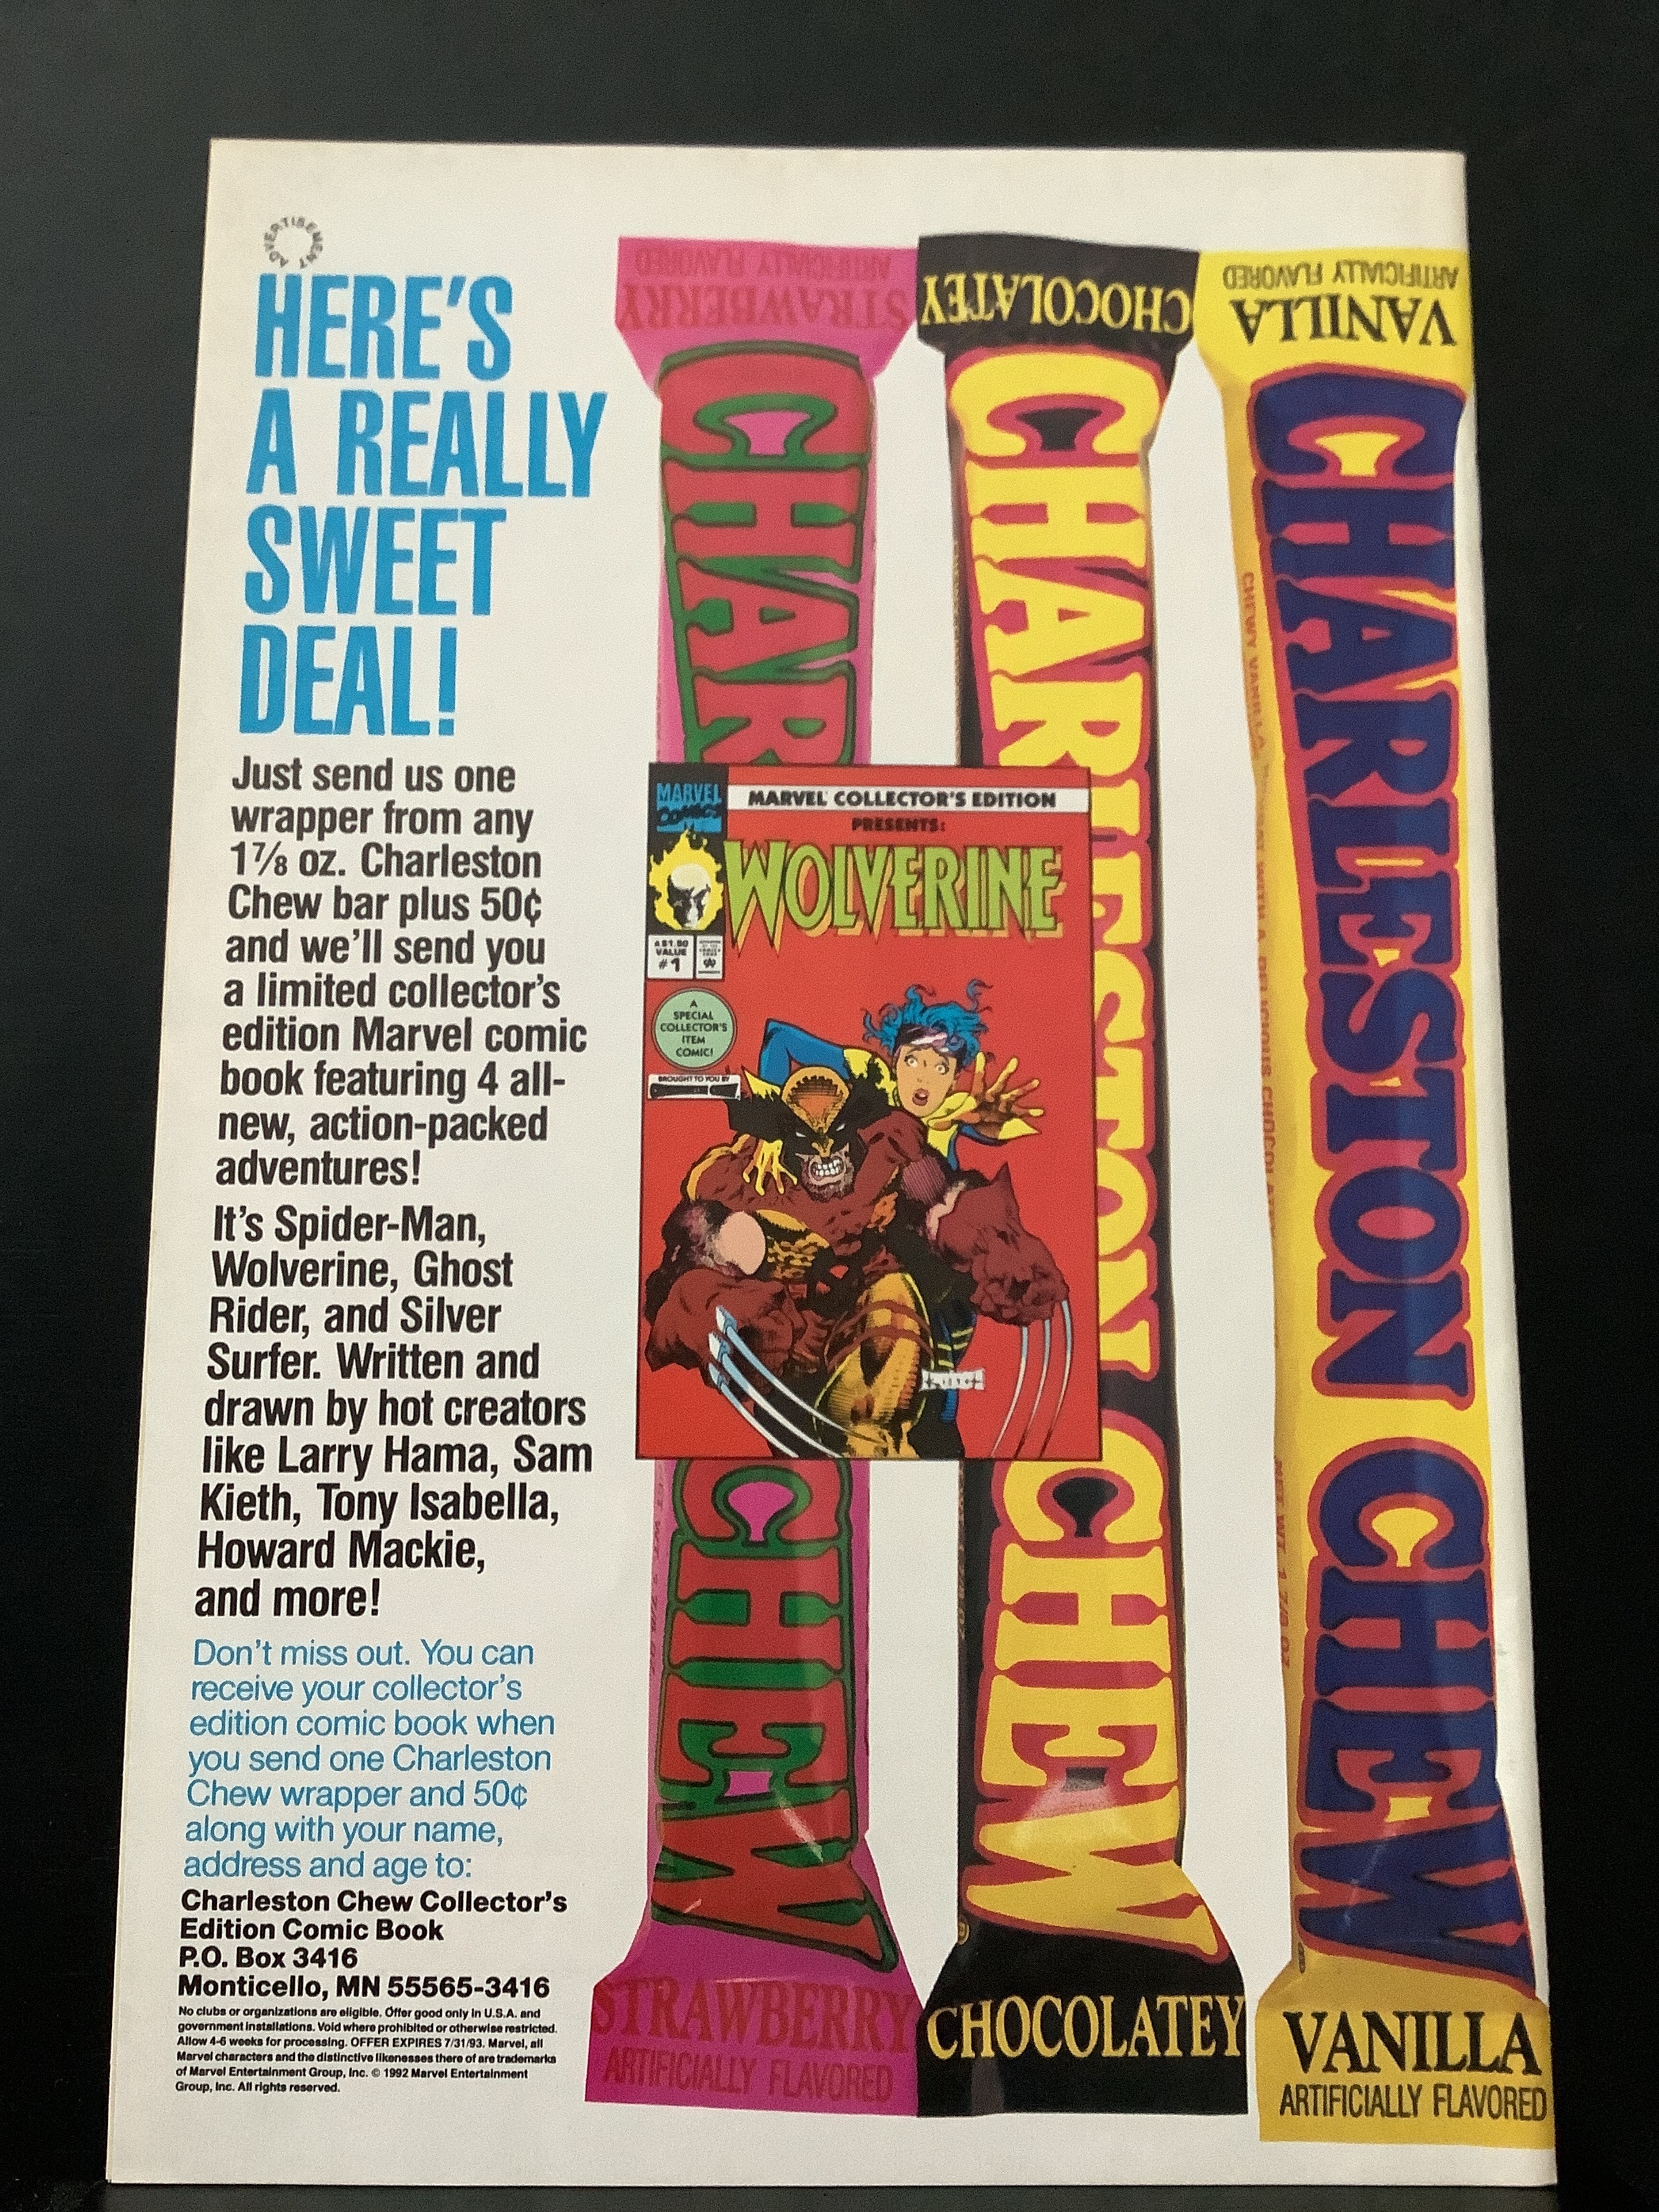 ADVERTISEMENT
HERE'S
A REALLY
SWEET
DEAL!
Just send us one
wrapper from any
1⅞ oz. Charleston
Chew bar plus 50¢
and we'll send you
a limited collector's
edition Marvel comic
book featuring 4 all-
new, action-packed
adventures!
It's Spider-Man,
Wolverine, Ghost
Rider, and Silver
Surfer. Written and
drawn by hot creators
like Larry Hama, Sam
Kieth, Tony Isabella,
Howard Mackie,
and more!
Don't miss out. You can
receive your collector's
edition comic book when
you send one Charleston
Chew wrapper and 50¢
along with your name,
address and age to:
Charleston Chew Collector's
Edition Comic Book
P.O. Box 3416
Monticello, MN 55565-3416
No clubs or organizations are eligible. Offer good only in U.S.A. and
government installations. Void where prohibited or otherwise restricted.
Allow 4-6 weeks for processing. OFFER EXPIRES 7/31/93. Marvel, all
Marvel characters and the distinctive likenesses there of are trademarks
of Marvel Entertainment Group, Inc. © 1992 Marvel Entertainment
Group, Inc. All rights reserved.
STRAWBERRY
ARTIFICIALLY FLAVORED
CHAR
CHEW
STRAWBERRY
ARTIFICIALLY FLAVORED
CHOCOLATEY
CHARLESTON CHEW
CHOCOLATEY
VANILLA
ARTIFICIALLY FLAVORED
CHARLESTON CHEW
VANILLA
ARTIFICIALLY FLAVORED
MARVEL
COMICS
MARVEL COLLECTOR'S EDITION
PRESENTS:
WOLVERINE
A $1.50
VALUE
#1
A
SPECIAL
COLLECTOR'S
ITEM
COMIC!
BROUGHT TO YOU BY